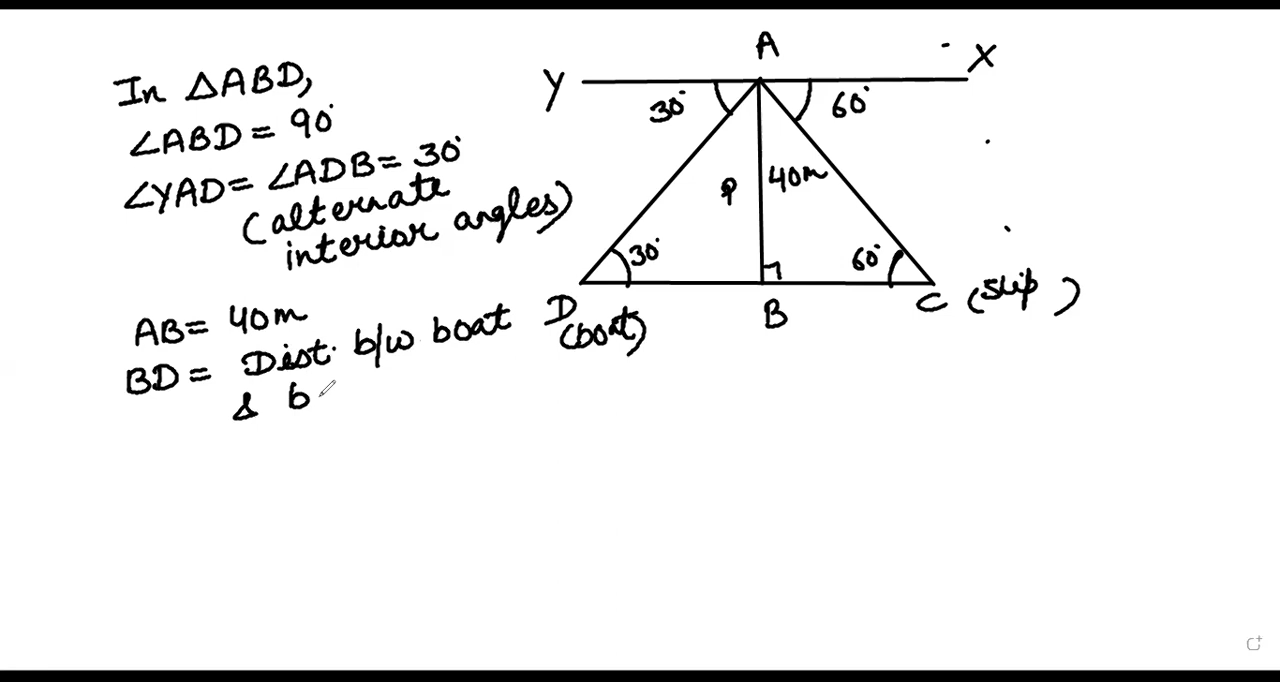 In ΔABD,
∠ABD = 90°
∠YAD = ∠ADB = 30°
(alternate
interior angles)
AB = 40m
BD = Dist. b/w boat
& b
A
Y
X
30°
60°
40m
30°
60°
D
(boat)
B
C (Slip)